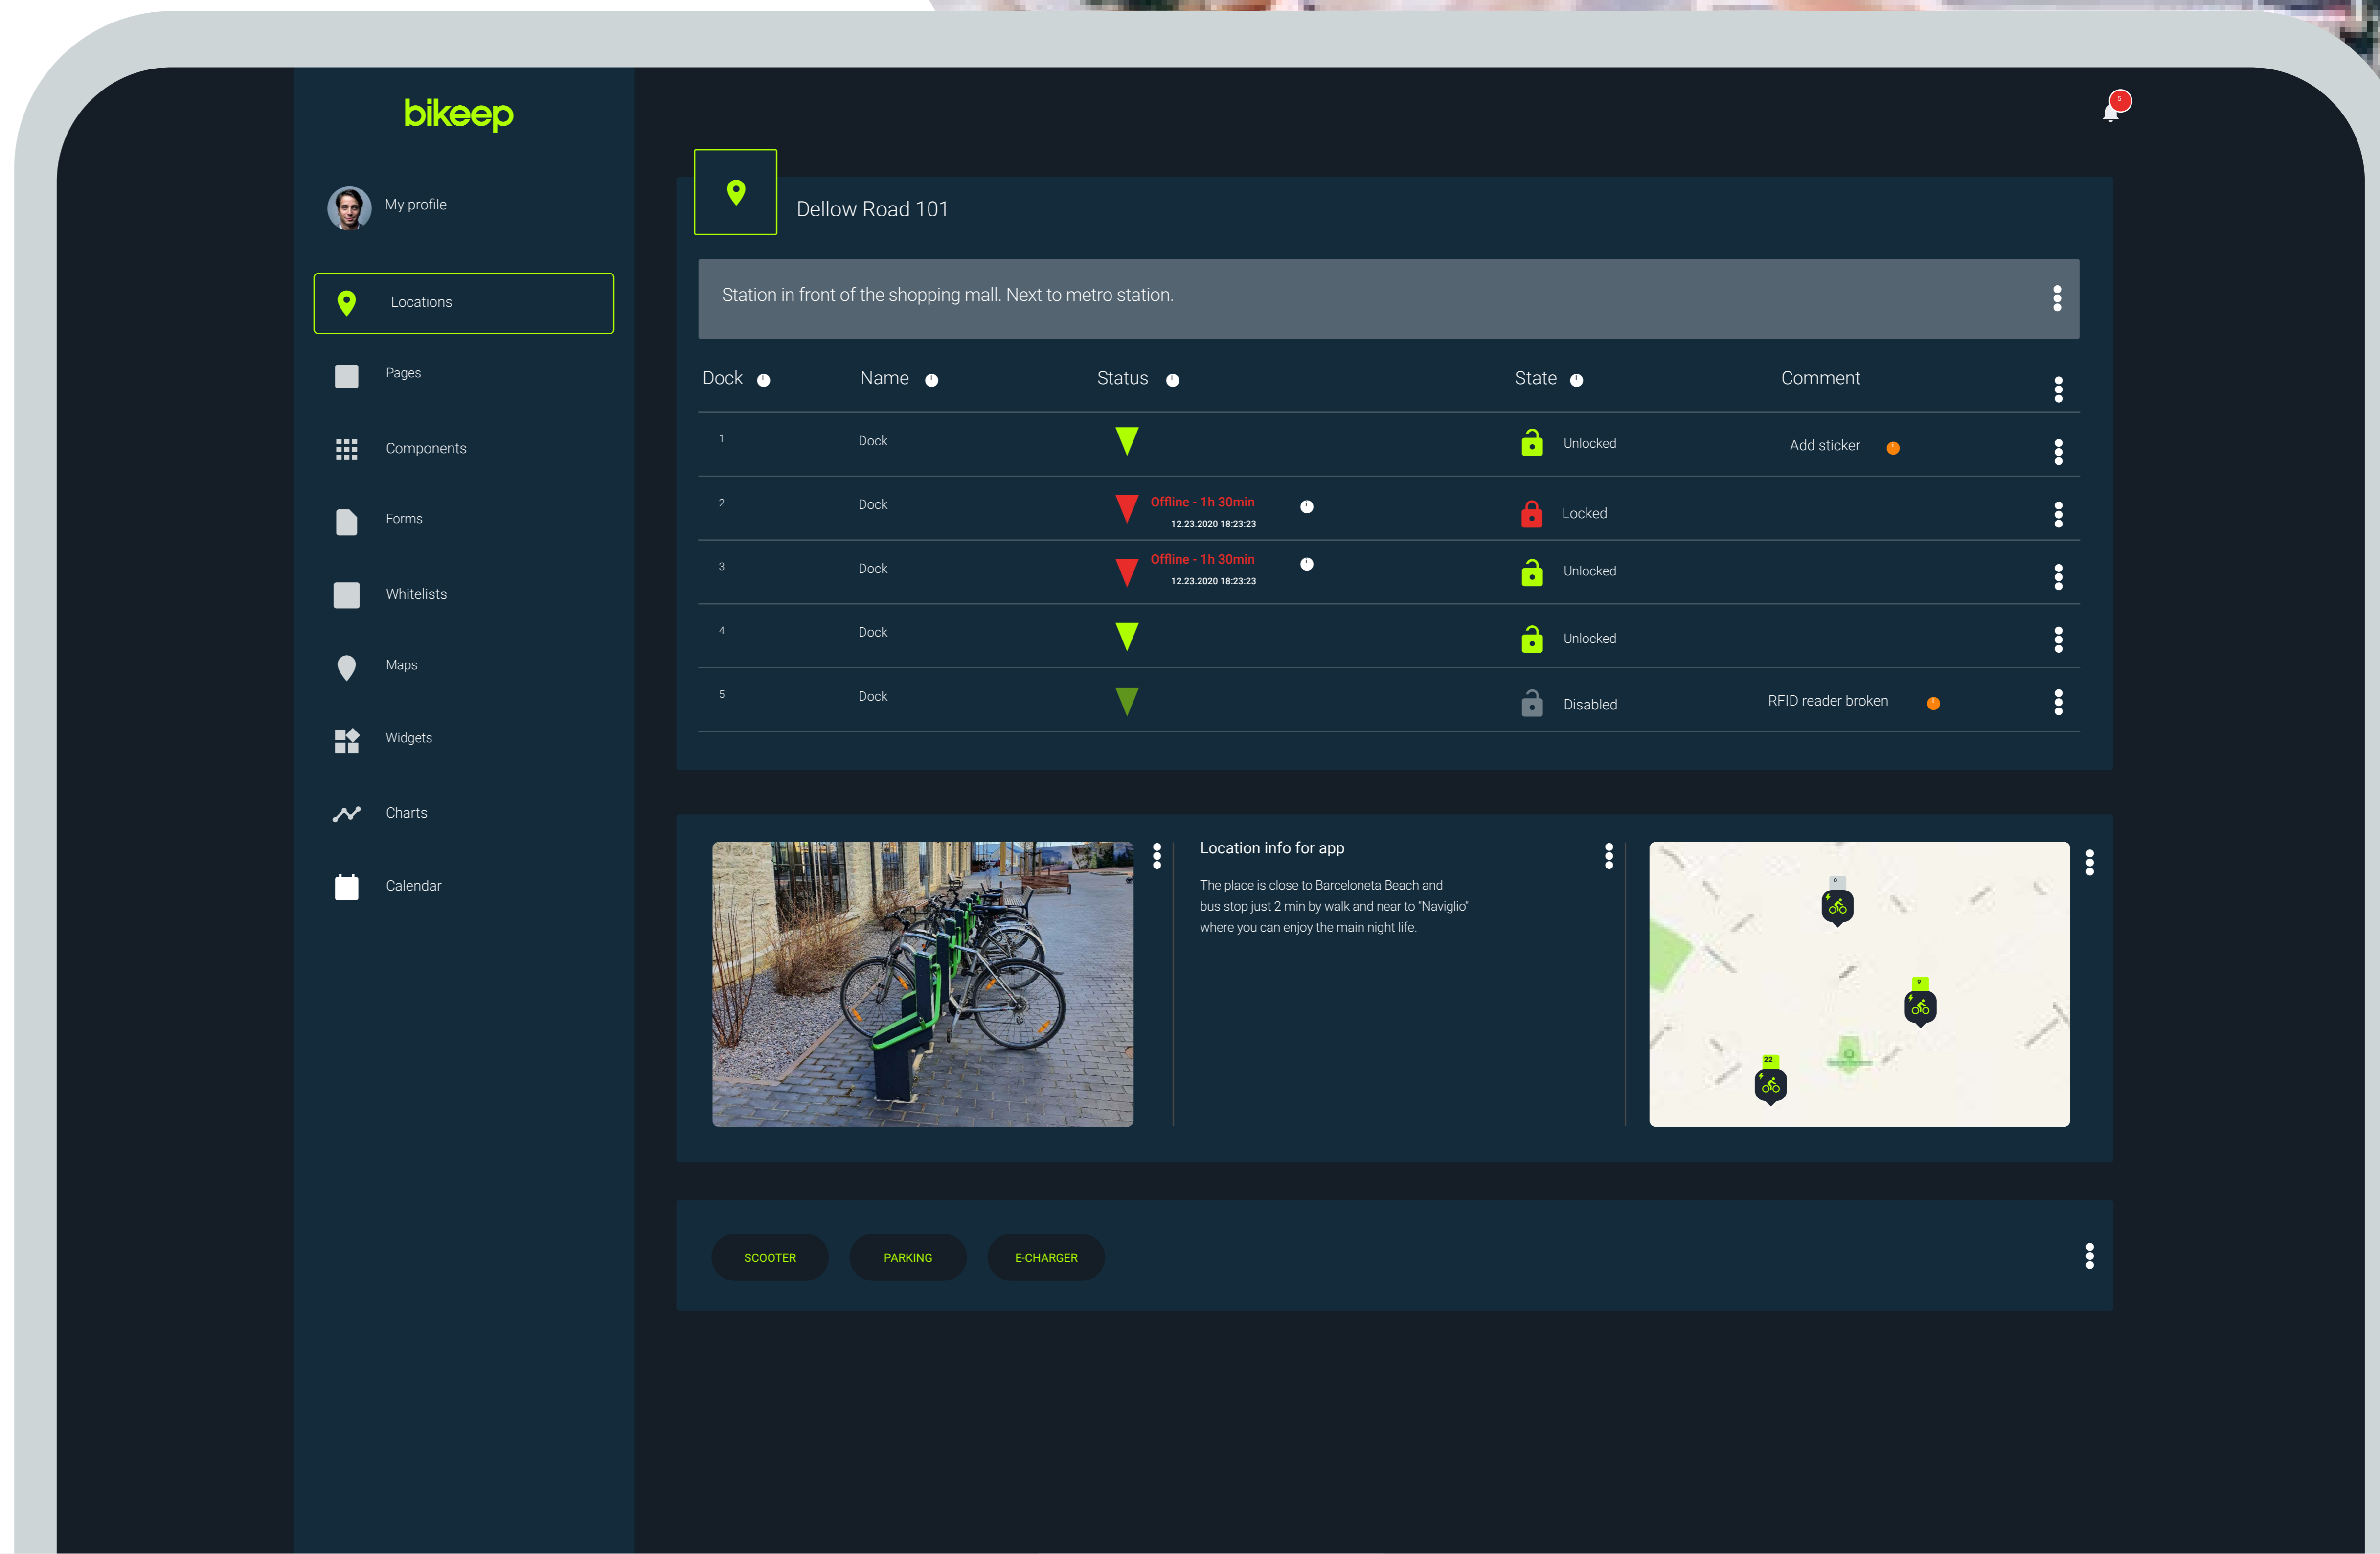 bikeep
5
My profile
Locations
Pages
Components
Forms
Whitelists
Maps
Widgets
Charts
Calendar
Dellow Road 101
Station in front of the shopping mall. Next to metro station.
Dock Name Status State Comment
1 Dock Unlocked Add sticker
2 Dock Offline - 1h 30min Locked
12.23.2020 18:23:23
3 Dock Offline - 1h 30min Unlocked
12.23.2020 18:23:23
4 Dock Unlocked
5 Dock Disabled RFID reader broken
Location info for app
The place is close to Barceloneta Beach and
bus stop just 2 min by walk and near to "Naviglio"
where you can enjoy the main night life.
0
9
22
SCOOTER PARKING E-CHARGER